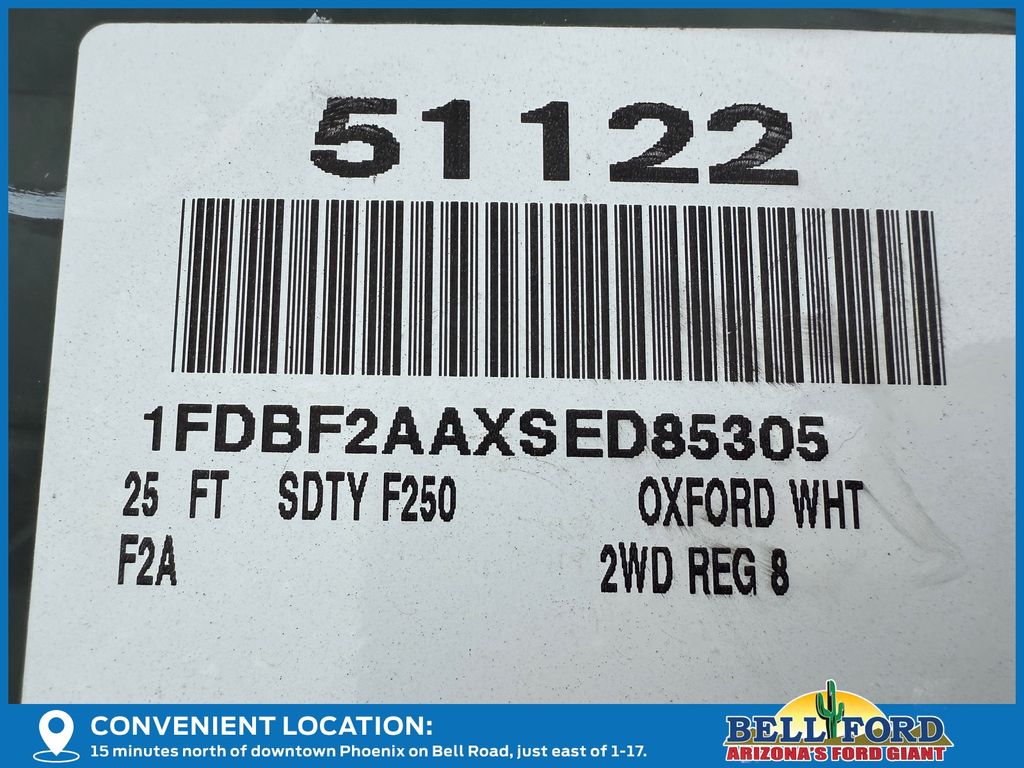 51122
1FDBF2AAXSED85305
25 FT SDTY F250 OXFORD WHT
F2A 2WD REG 8
CONVENIENT LOCATION:
15 minutes north of downtown Phoenix on Bell Road, just east of 1-17.
BELL FORD
ARIZONA'S FORD GIANT